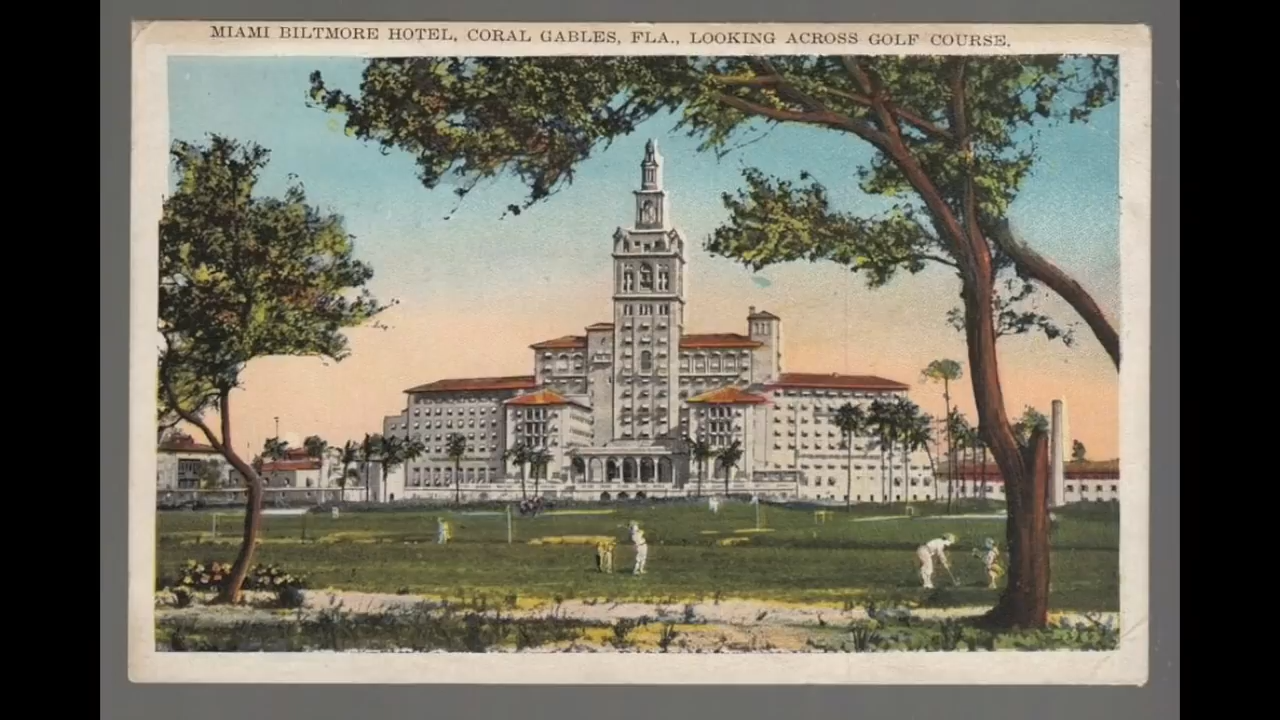 MIAMI BILTMORE HOTEL, CORAL GABLES, FLA., LOOKING ACROSS GOLF COURSE.